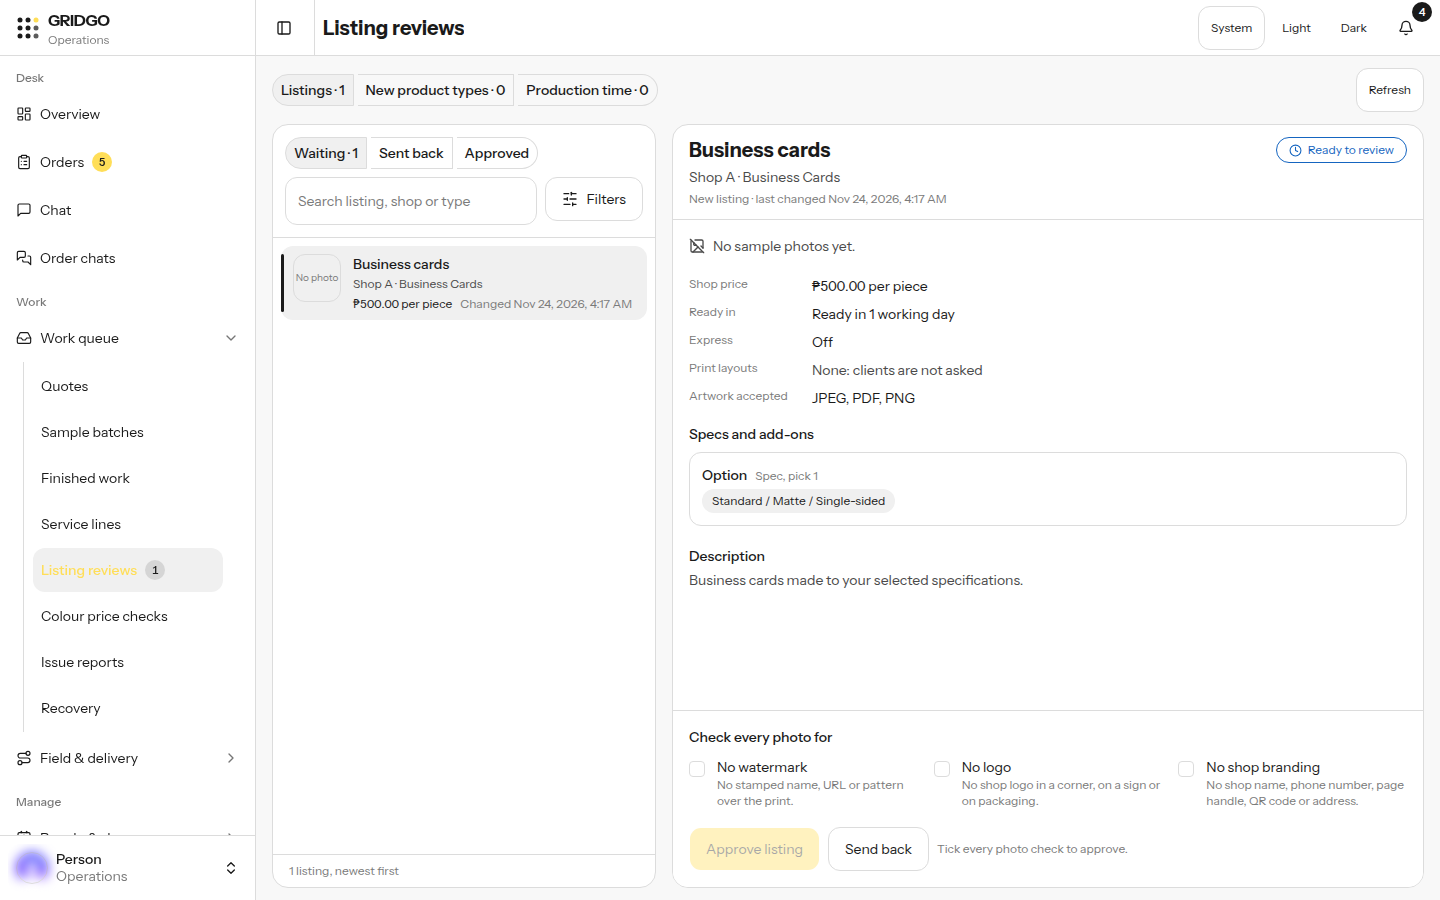 GRIDGO
Operations
Desk
Overview
Orders 5
Chat
Order chats
Work
Work queue
Quotes
Sample batches
Finished work
Service lines
Listing reviews 1
Colour price checks
Issue reports
Recovery
Field & delivery
Manage
Person
Operations
Listing reviews
System
Light
Dark
4
Listings · 1
New product types · 0
Production time · 0
Refresh
Waiting · 1
Sent back
Approved
Search listing, shop or type
Filters
No photo
Business cards
Shop A · Business Cards
₱500.00 per piece Changed Nov 24, 2026, 4:17 AM
1 listing, newest first
Business cards
Ready to review
Shop A · Business Cards
New listing · last changed Nov 24, 2026, 4:17 AM
No sample photos yet.
Shop price ₱500.00 per piece
Ready in Ready in 1 working day
Express Off
Print layouts None: clients are not asked
Artwork accepted JPEG, PDF, PNG
Specs and add-ons
Option Spec, pick 1
Standard / Matte / Single-sided
Description
Business cards made to your selected specifications.
Check every photo for
No watermark
No stamped name, URL or pattern
over the print.
No logo
No shop logo in a corner, on a sign or
on packaging.
No shop branding
No shop name, phone number, page
handle, QR code or address.
Approve listing
Send back
Tick every photo check to approve.